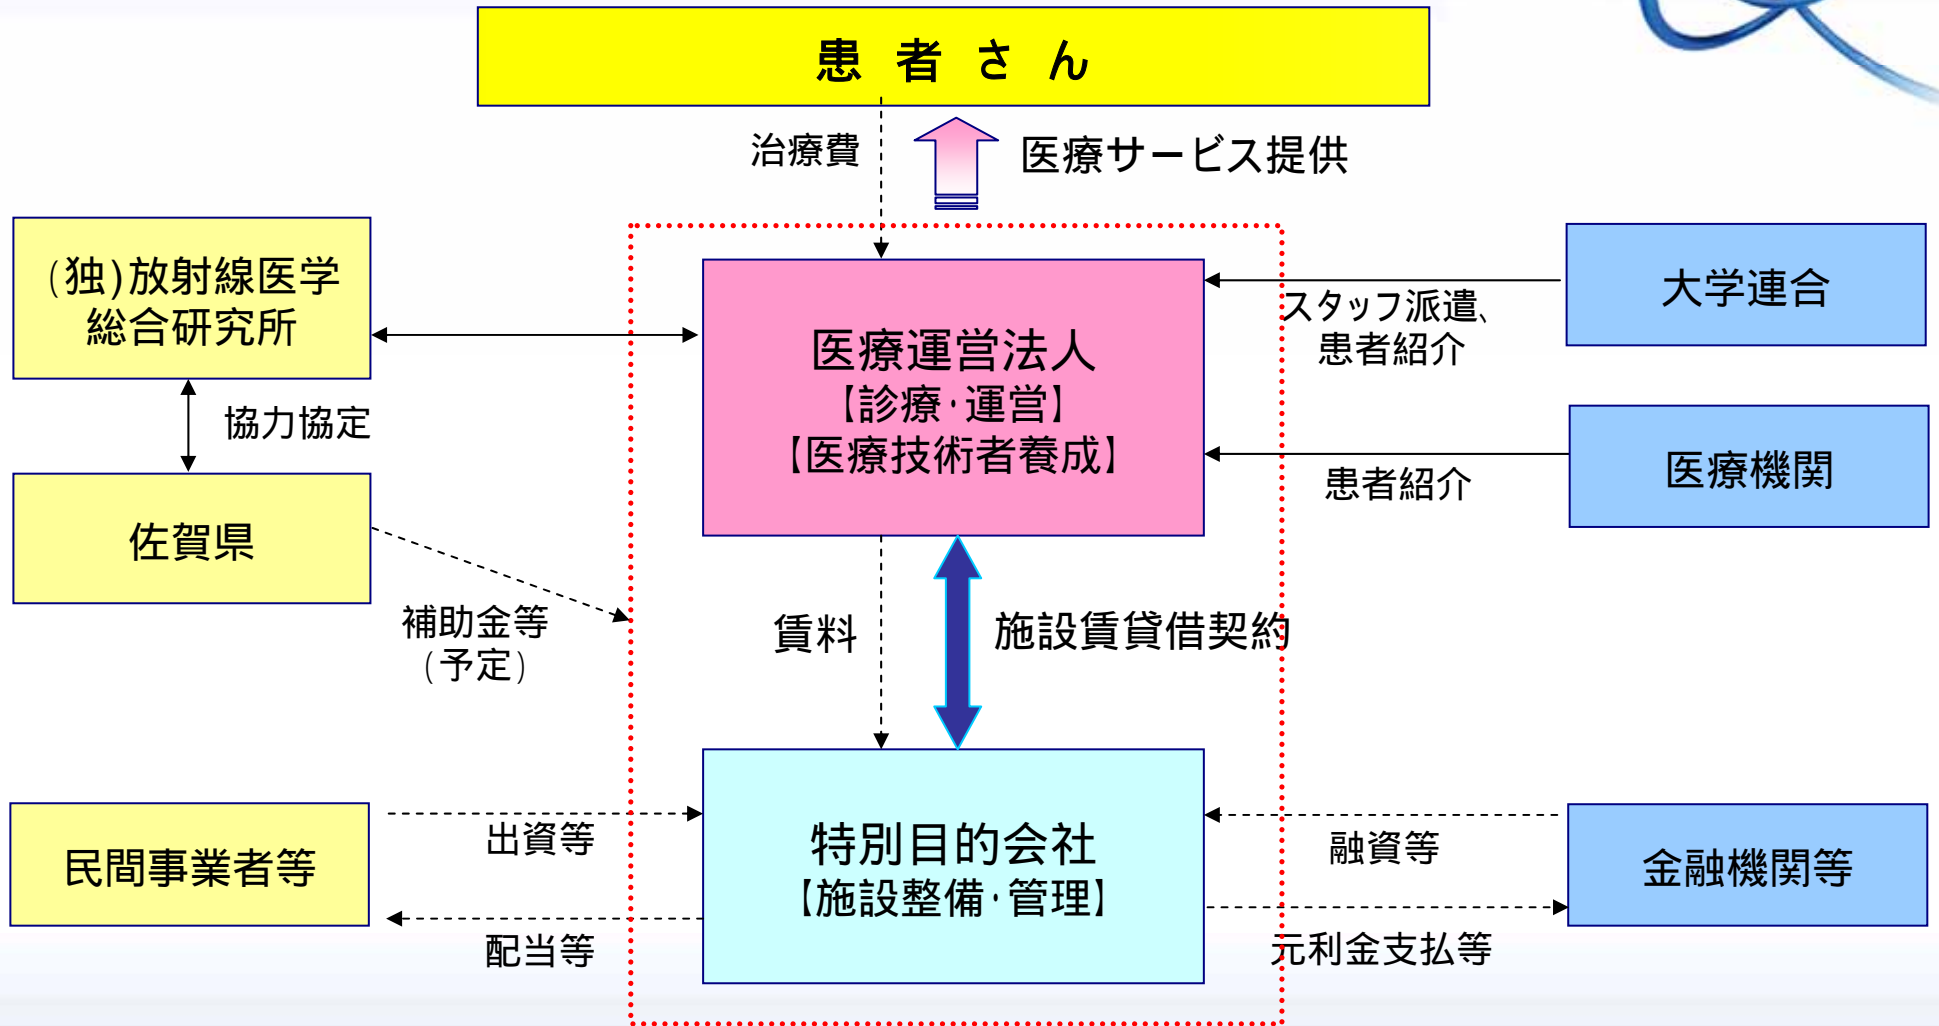 患者さん
治療費
医療サービス提供
(独)放射線医学
総合研究所
協力協定
佐賀県
補助金等
(予定)
医療運営法人
【診療・運営】
【医療技術者養成】
大学連合
スタッフ派遣、
患者紹介
医療機関
患者紹介
賃料
施設賃貸借契約
民間事業者等
出資等
配当等
特別目的会社
【施設整備・管理】
融資等
元利金支払等
金融機関等